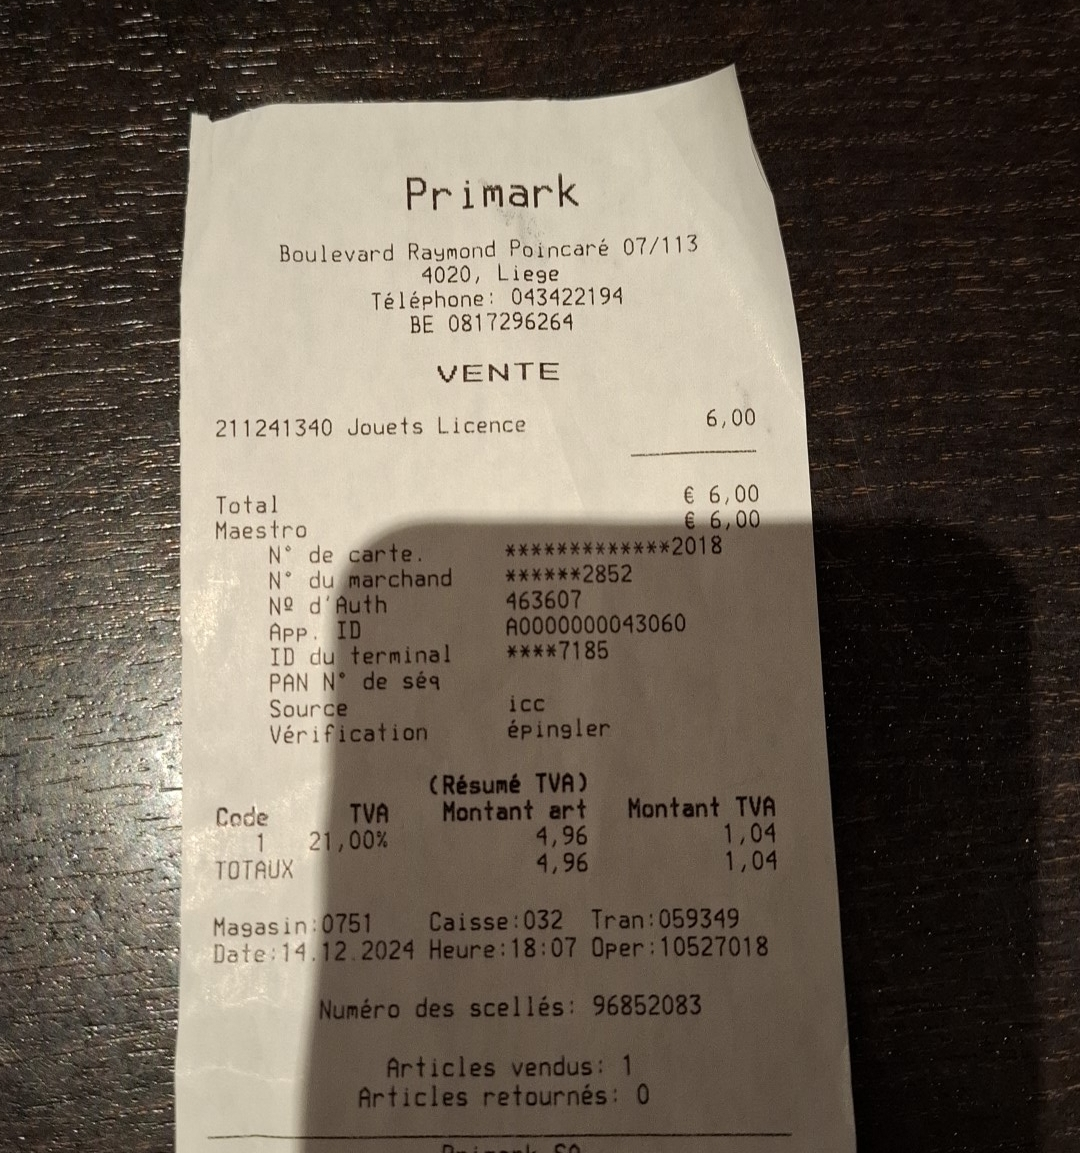 Primark
Boulevard Raymond Poincaré 07/113
4020, Liege
Téléphone: 043422194
BE 0817296264
VENTE
211241340 Jouets Licence 6,00
Total € 6,00
Maestro € 6,00
N° de carte. *************2018
N° du marchand ******2852
Nº d'Auth 463607
App. ID A0000000043060
ID du terminal ****7185
PAN N° de séq
Source icc
Vérification épingler
(Résumé TVA)
Code TVA Montant art Montant TVA
1 21,00% 4,96 1,04
TOTAUX 4,96 1,04
Magasin:0751 Caisse:032 Tran:059349
Date:14.12.2024 Heure:18:07 Oper:10527018
Numéro des scellés: 96852083
Articles vendus: 1
Articles retournés: 0
Primark SA